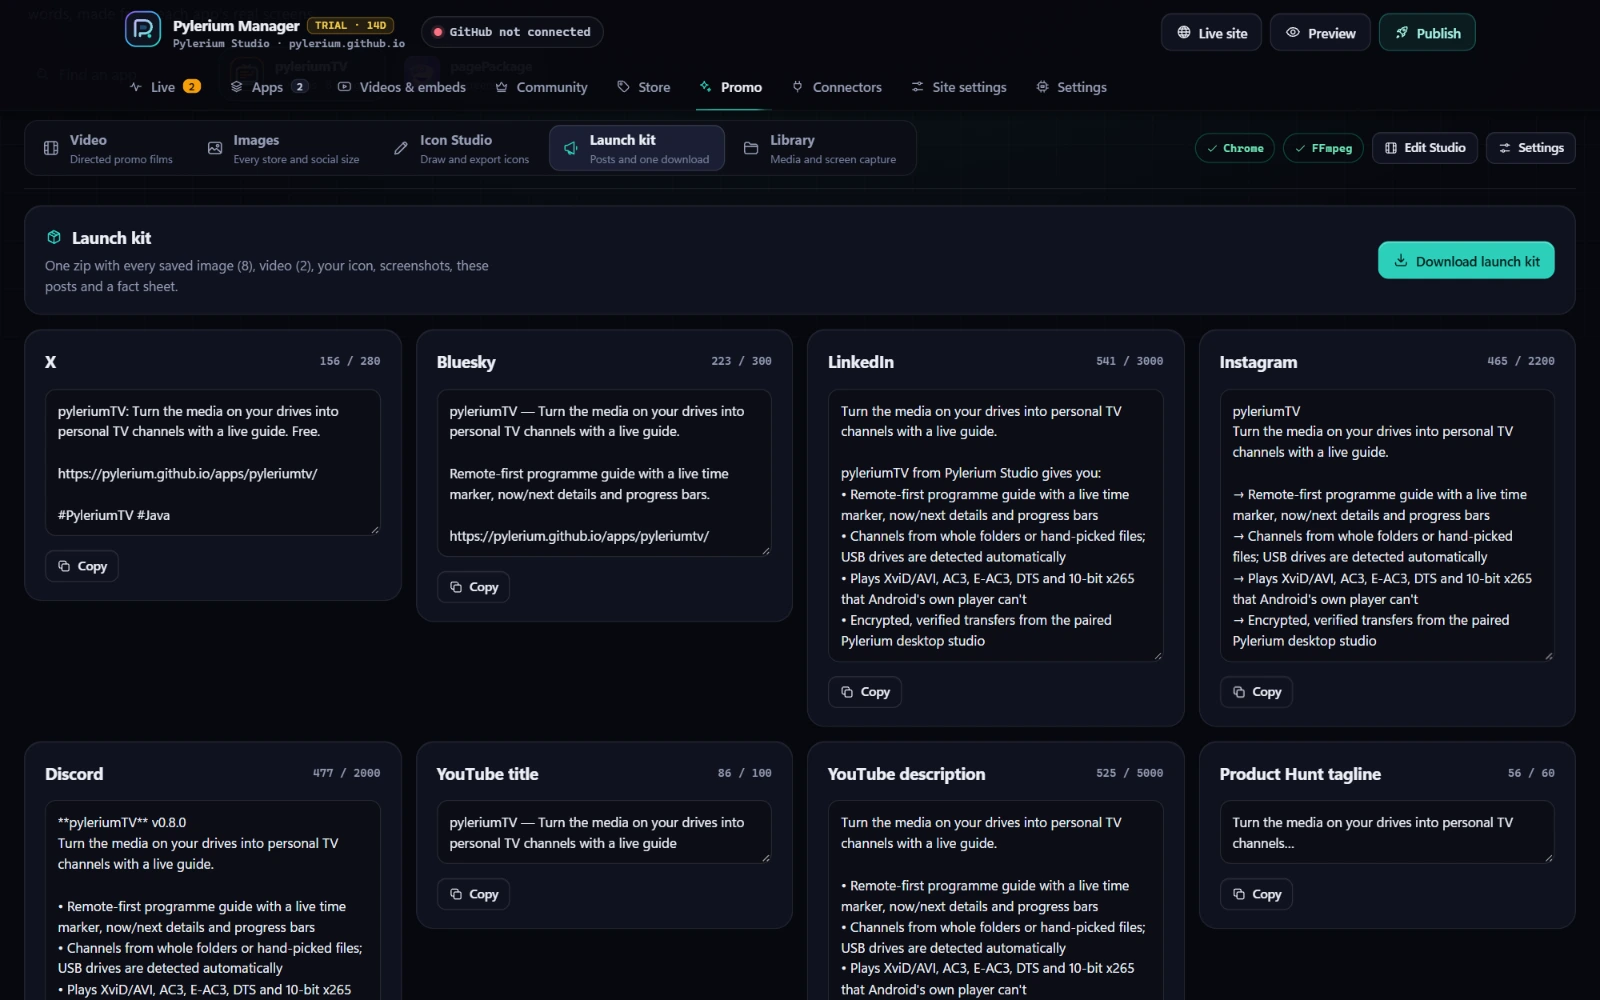 words, made
Pylerium Manager TRIAL · 14D
Pylerium Studio · pylerium.github.io
GitHub not connected
Live site
Preview
Publish
Find an app
pyleriumTV
pagePackage
Live 2
Apps 2
Videos & embeds
Community
Store
Promo
Connectors
Site settings
Settings
Video
Directed promo films
Images
Every store and social size
Icon Studio
Draw and export icons
Launch kit
Posts and one download
Library
Media and screen capture
Chrome
FFmpeg
Edit Studio
Settings
Launch kit
One zip with every saved image (8), video (2), your icon, screenshots, these
posts and a fact sheet.
Download launch kit
X
156 / 280
pyleriumTV: Turn the media on your drives into
personal TV channels with a live guide. Free.
https://pylerium.github.io/apps/pyleriumtv/
#PyleriumTV #Java
Copy
Bluesky
223 / 300
pyleriumTV — Turn the media on your drives into
personal TV channels with a live guide.
Remote-first programme guide with a live time
marker, now/next details and progress bars.
https://pylerium.github.io/apps/pyleriumtv/
Copy
LinkedIn
541 / 3000
Turn the media on your drives into personal TV
channels with a live guide.
pyleriumTV from Pylerium Studio gives you:
• Remote-first programme guide with a live time
marker, now/next details and progress bars
• Channels from whole folders or hand-picked files;
USB drives are detected automatically
• Plays XviD/AVI, AC3, E-AC3, DTS and 10-bit x265
that Android's own player can't
• Encrypted, verified transfers from the paired
Pylerium desktop studio
Copy
Instagram
465 / 2200
pyleriumTV
Turn the media on your drives into personal TV
channels with a live guide.
→ Remote-first programme guide with a live time
marker, now/next details and progress bars
→ Channels from whole folders or hand-picked
files; USB drives are detected automatically
→ Plays XviD/AVI, AC3, E-AC3, DTS and 10-bit x265
that Android's own player can't
→ Encrypted, verified transfers from the paired
Pylerium desktop studio
Copy
Discord
477 / 2000
**pyleriumTV** v0.8.0
Turn the media on your drives into personal TV
channels with a live guide.
• Remote-first programme guide with a live time
marker, now/next details and progress bars
• Channels from whole folders or hand-picked files;
USB drives are detected automatically
• Plays XviD/AVI, AC3, E-AC3, DTS and 10-bit x265
YouTube title
86 / 100
pyleriumTV — Turn the media on your drives into
personal TV channels with a live guide
Copy
YouTube description
525 / 5000
Turn the media on your drives into personal TV
channels with a live guide.
• Remote-first programme guide with a live time
marker, now/next details and progress bars
• Channels from whole folders or hand-picked files;
USB drives are detected automatically
• Plays XviD/AVI, AC3, E-AC3, DTS and 10-bit x265
that Android's own player can't
Product Hunt tagline
56 / 60
Turn the media on your drives into personal TV
channels...
Copy